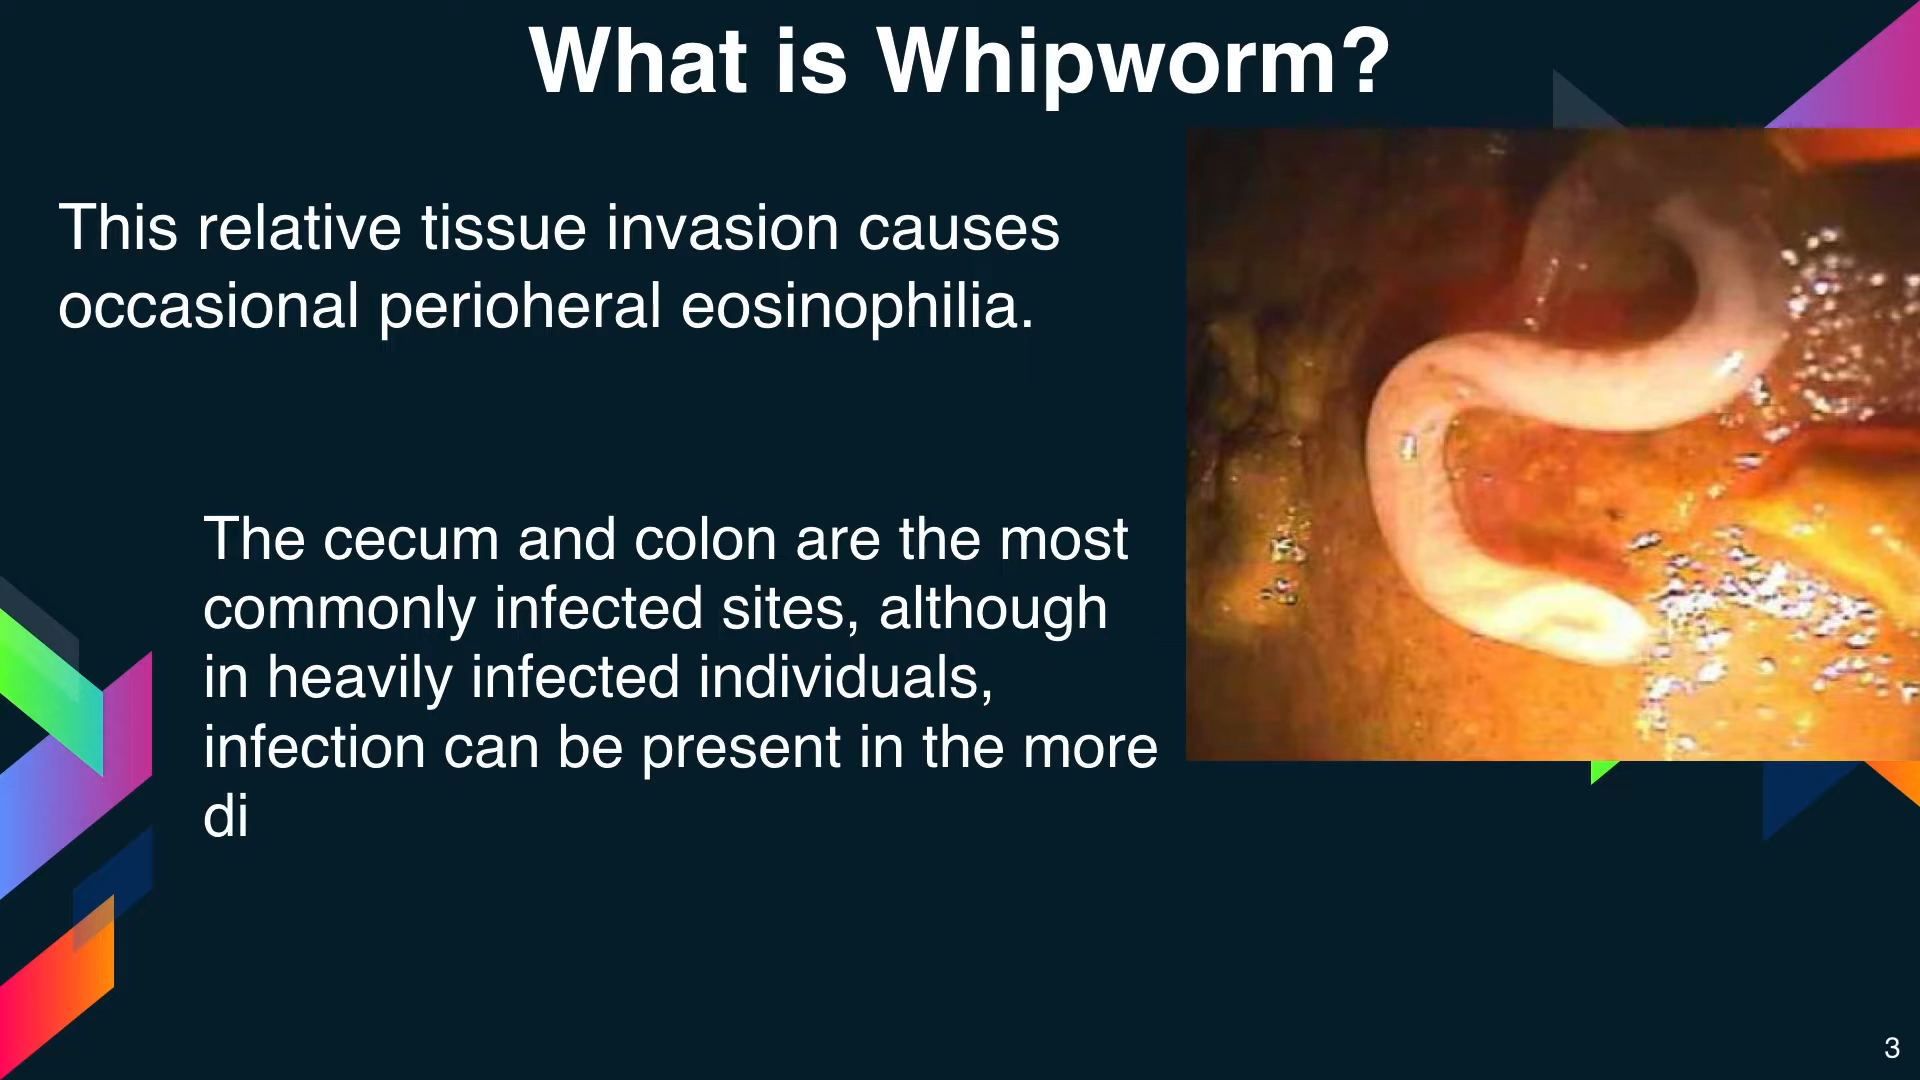 What is Whipworm?
This relative tissue invasion causes
occasional perioheral eosinophilia.
The cecum and colon are the most
commonly infected sites, although
in heavily infected individuals,
infection can be present in the more
di
3